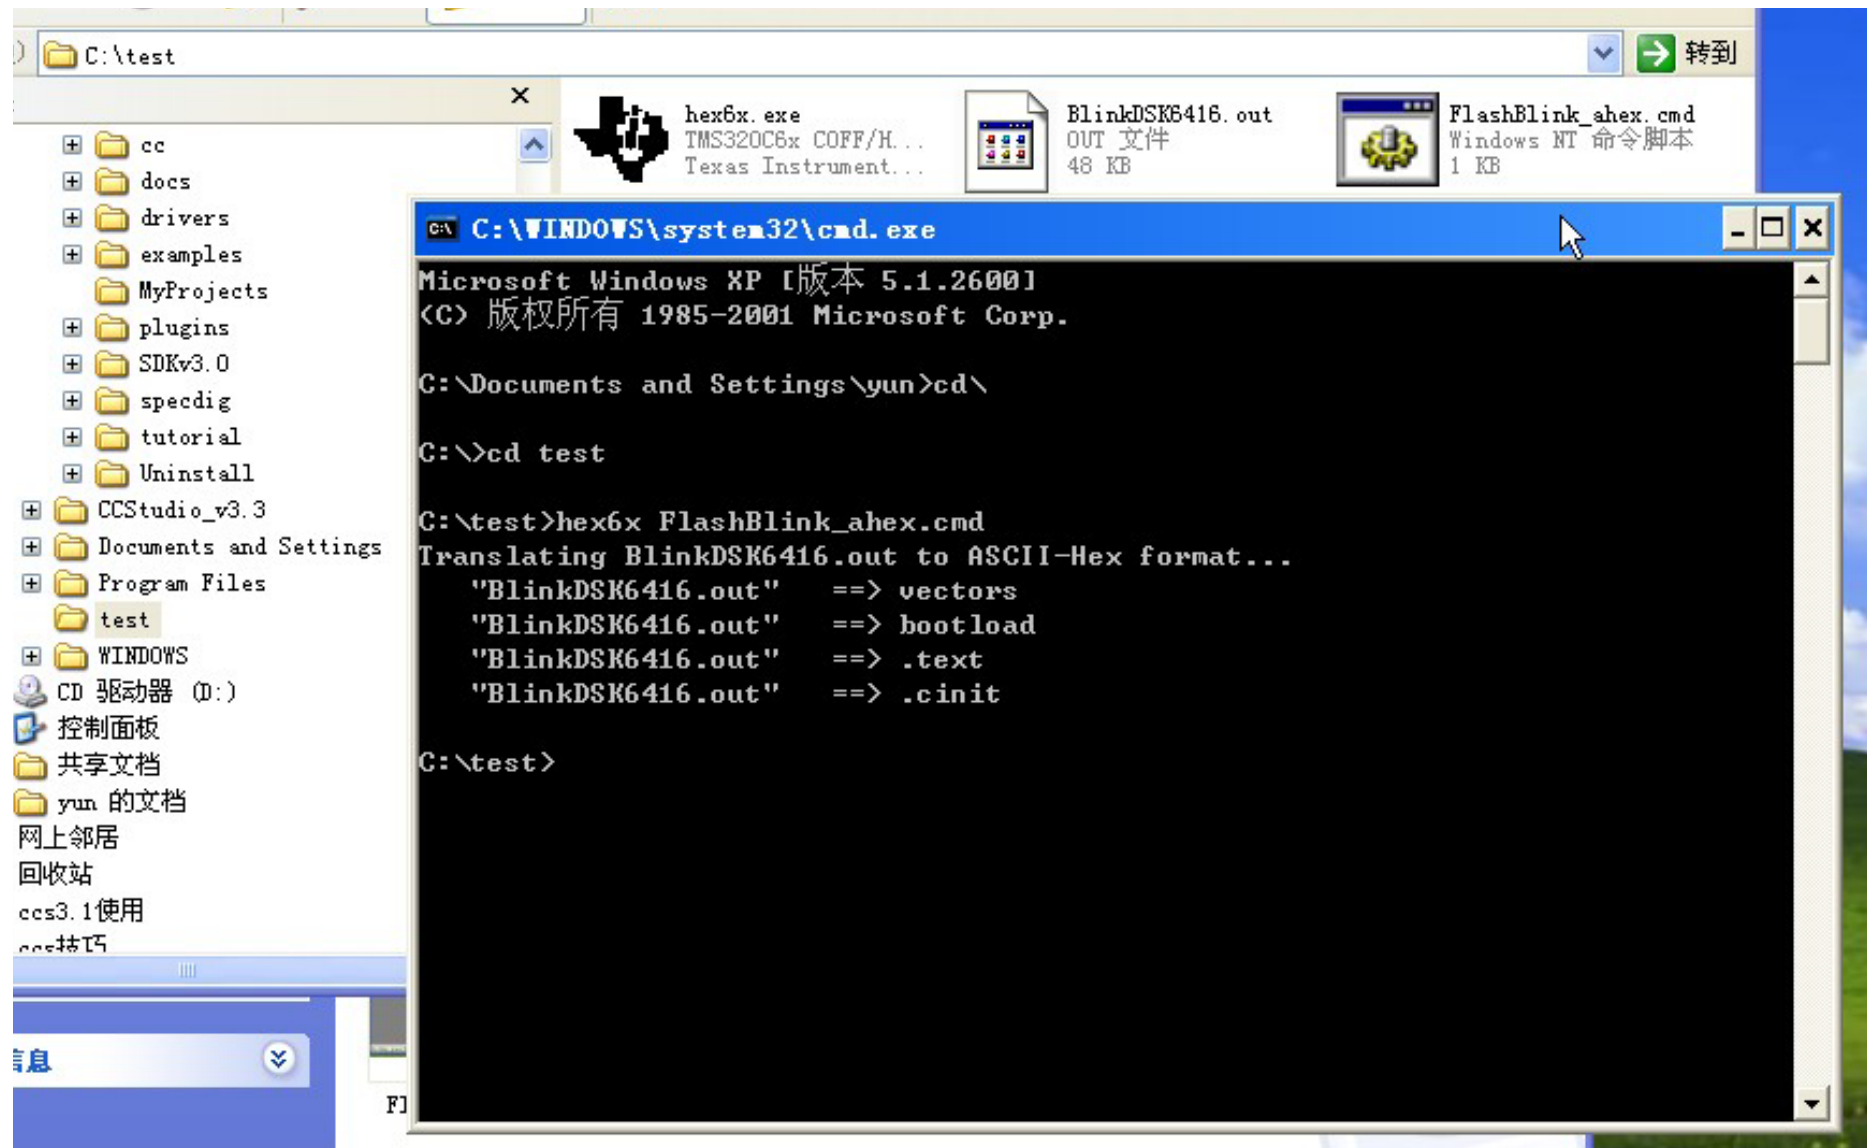 C:\test
转到
hex6x.exe
TMS320C6x COFF/H...
Texas Instrument...
BlinkDSK6416.out
OUT 文件
48 KB
FlashBlink_ahex.cmd
Windows NT 命令脚本
1 KB
cc
docs
drivers
examples
MyProjects
plugins
SDKv3.0
specdig
tutorial
Uninstall
CCStudio_v3.3
Documents and Settings
Program Files
test
WINDOWS
CD 驱动器 (D:)
控制面板
共享文档
yun 的文档
网上邻居
回收站
ccs3.1使用
ccs技巧
C:\WINDOWS\system32\cmd.exe
Microsoft Windows XP [版本 5.1.2600]
(C) 版权所有 1985-2001 Microsoft Corp.
C:\Documents and Settings\yun>cd\
C:\>cd test
C:\test>hex6x FlashBlink_ahex.cmd
Translating BlinkDSK6416.out to ASCII-Hex format...
"BlinkDSK6416.out" ==> vectors
"BlinkDSK6416.out" ==> bootload
"BlinkDSK6416.out" ==> .text
"BlinkDSK6416.out" ==> .cinit
C:\test>
息